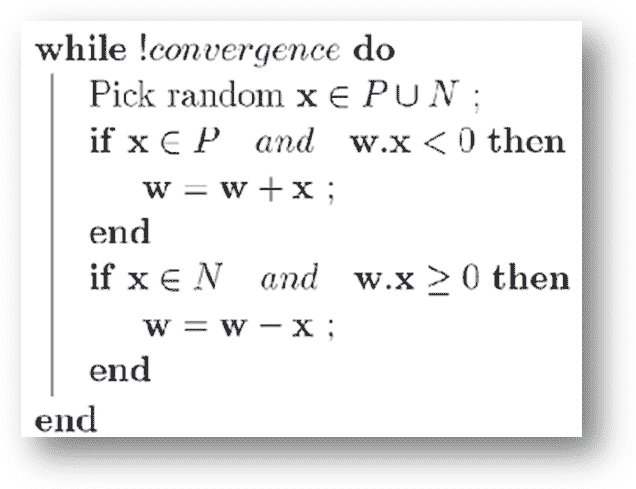 while !convergence do
Pick random x ∈ P ∪ N ;
if x ∈ P and w.x < 0 then
w = w + x ;
end
if x ∈ N and w.x ≥ 0 then
w = w − x ;
end
end